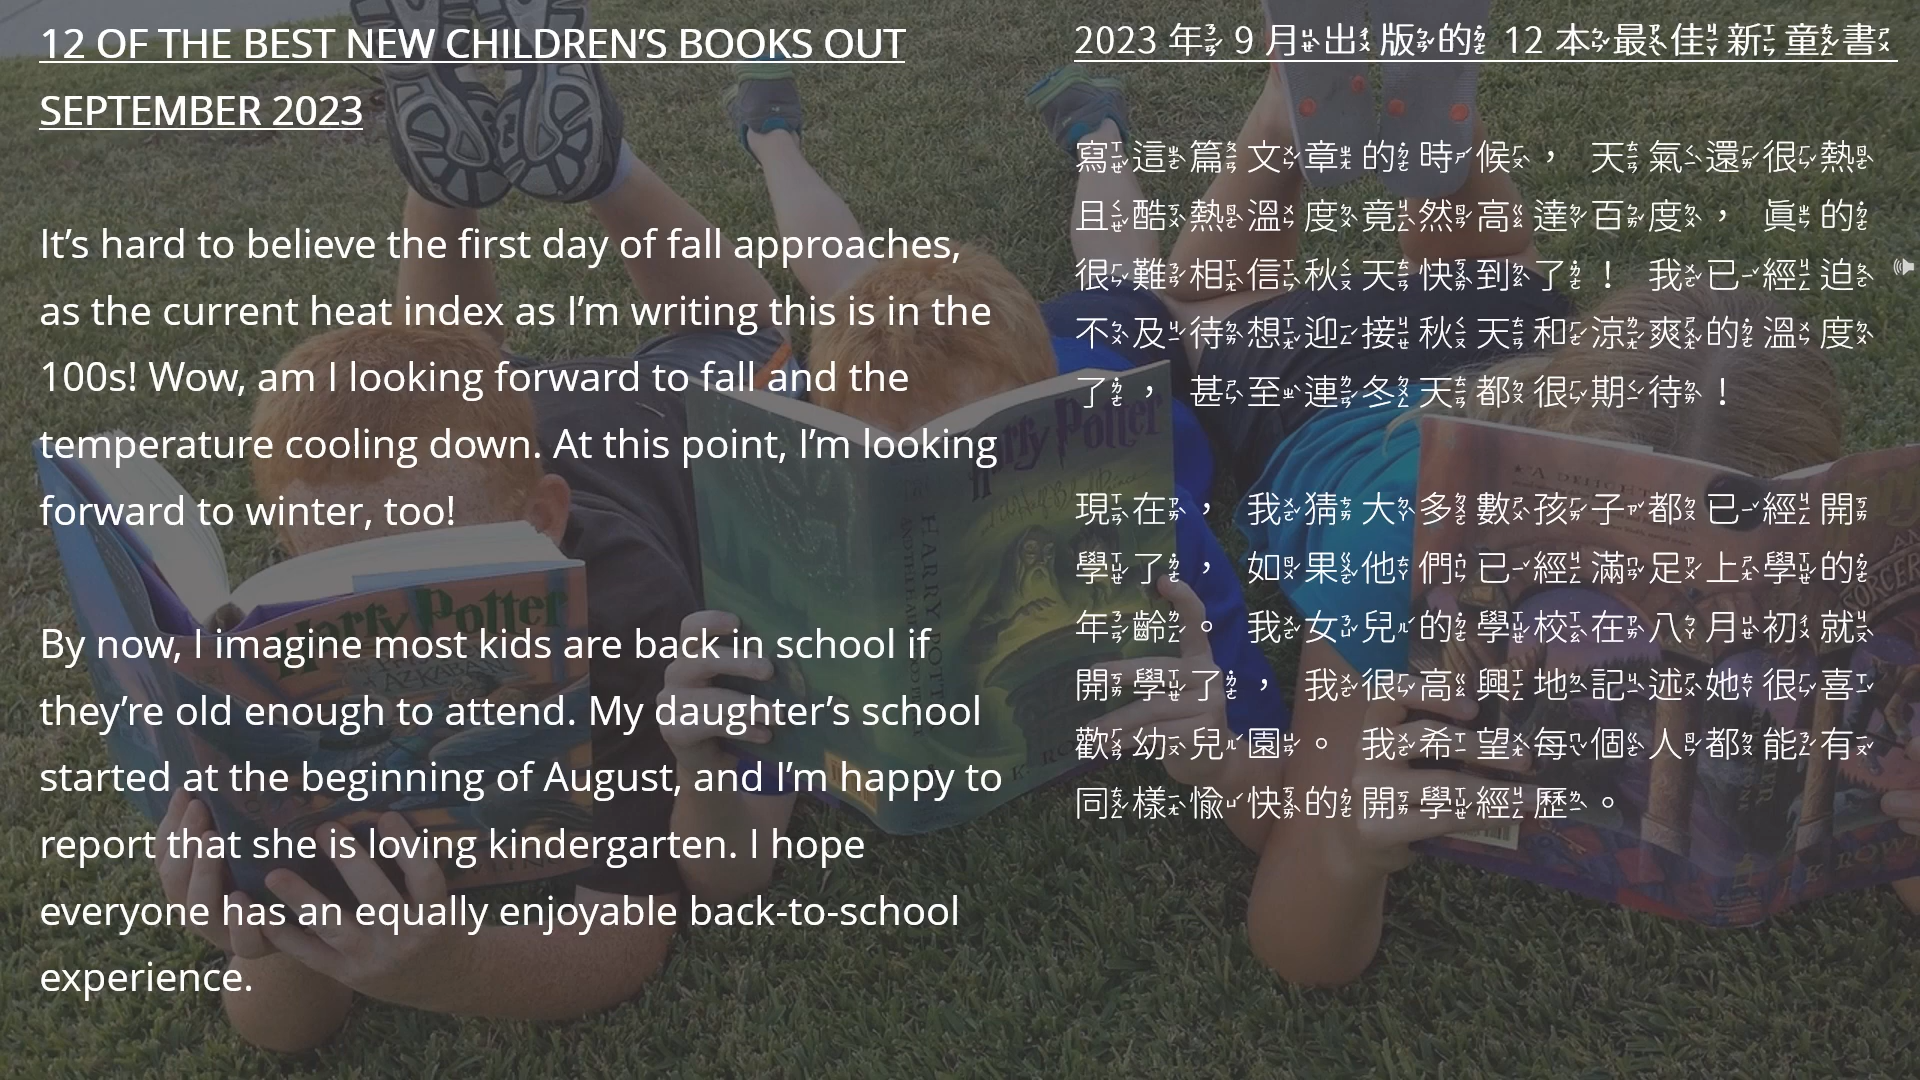 12 OF THE BEST NEW CHILDREN’S BOOKS OUT
SEPTEMBER 2023
It’s hard to believe the first day of fall approaches,
as the current heat index as I’m writing this is in the
100s! Wow, am I looking forward to fall and the
temperature cooling down. At this point, I’m looking
forward to winter, too!
By now, I imagine most kids are back in school if
they’re old enough to attend. My daughter’s school
started at the beginning of August, and I’m happy to
report that she is loving kindergarten. I hope
everyone has an equally enjoyable back-to-school
experience.
2023 年 9 月出版的 12 本最佳新童書
寫這篇文章的時候， 天氣還很熱
且酷熱溫度竟然高達百度， 真的
很難相信秋天快到了！ 我已經迫
不及待想迎接秋天和涼爽的溫度
了， 甚至連冬天都很期待！
現在， 我猜大多數孩子都已經開
學了， 如果他們已經滿足上學的
年齡。 我女兒的學校在八月初就
開學了， 我很高興地記述她很喜
歡幼兒園。 我希望每個人都能有
同樣愉快的開學經歷。
Harry Potter
AZKABAN
Harry Potter
HARRY POTTER